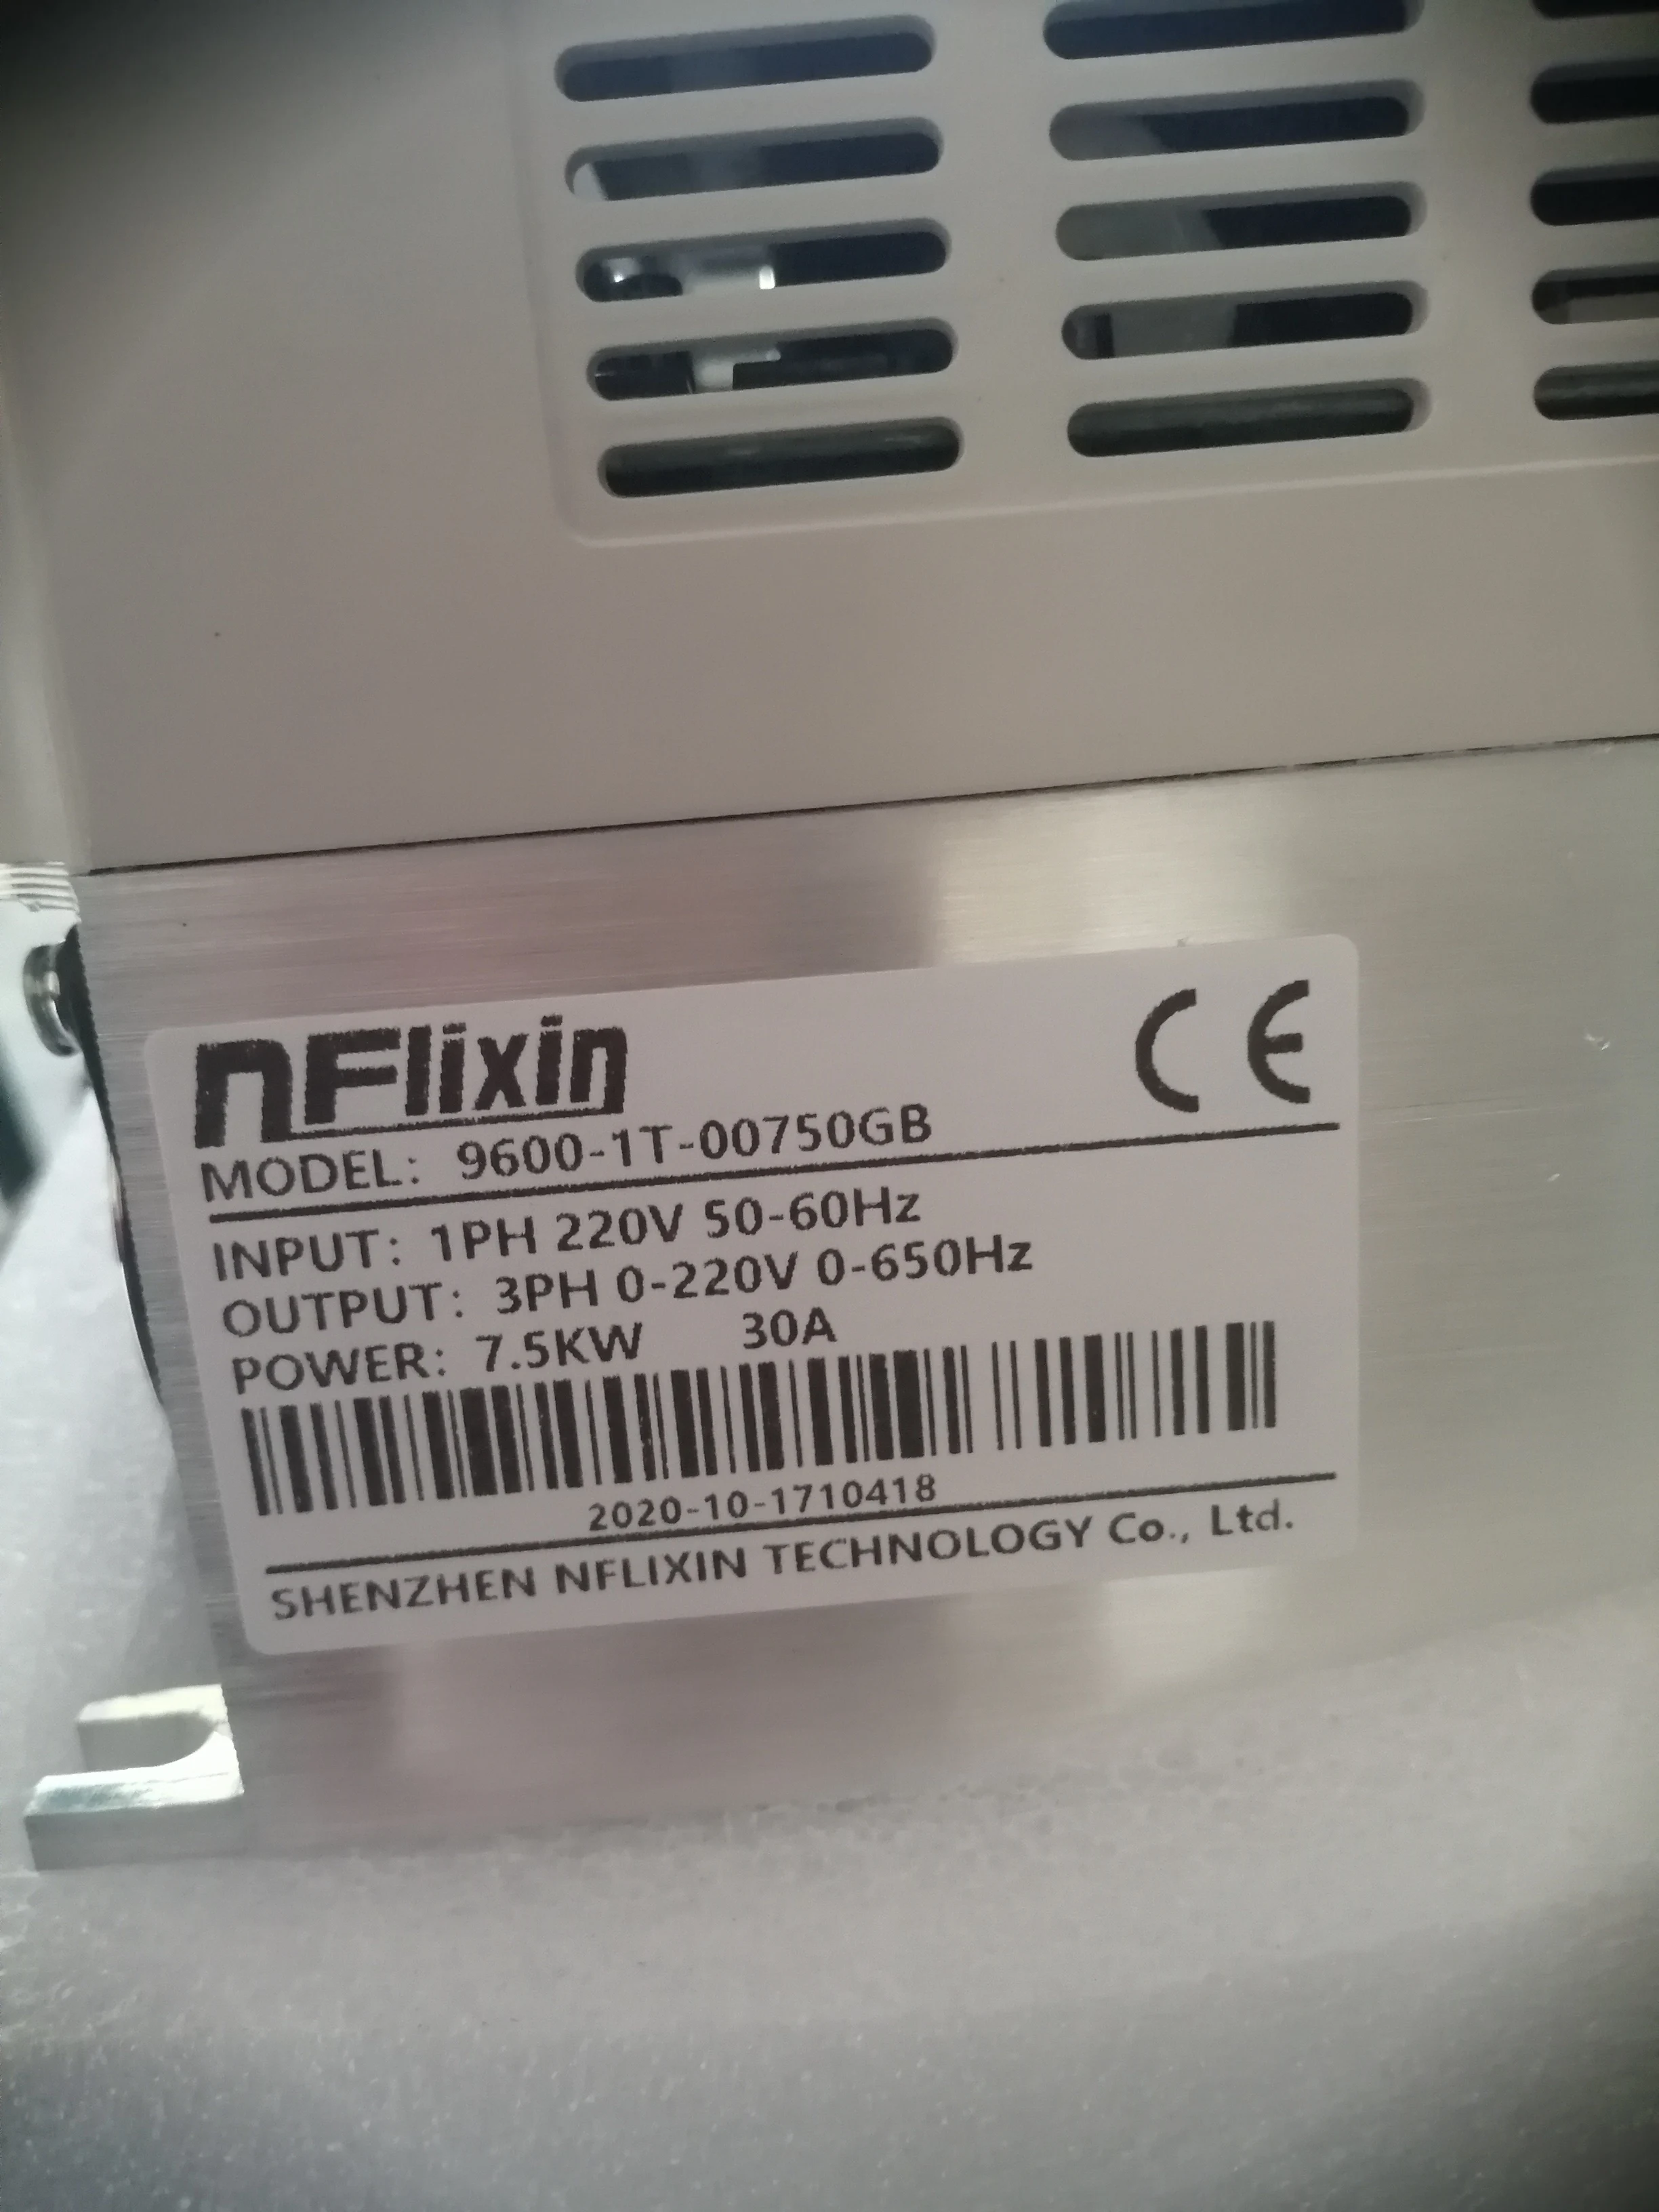 nFlixin
CE
MODEL: 9600-1T-00750GB
INPUT: 1PH 220V 50-60Hz
OUTPUT: 3PH 0-220V 0-650Hz
POWER: 7.5KW 30A
2020-10-1710418
SHENZHEN NFLIXIN TECHNOLOGY Co., Ltd.